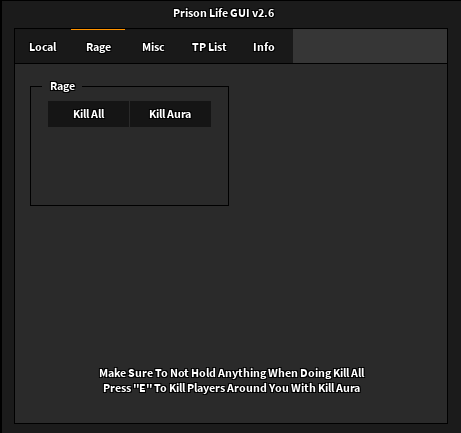 Prison Life GUI v2.6
Local Rage Misc TP List Info
Rage
Kill All Kill Aura
Make Sure To Not Hold Anything When Doing Kill All
Press "E" To Kill Players Around You With Kill Aura